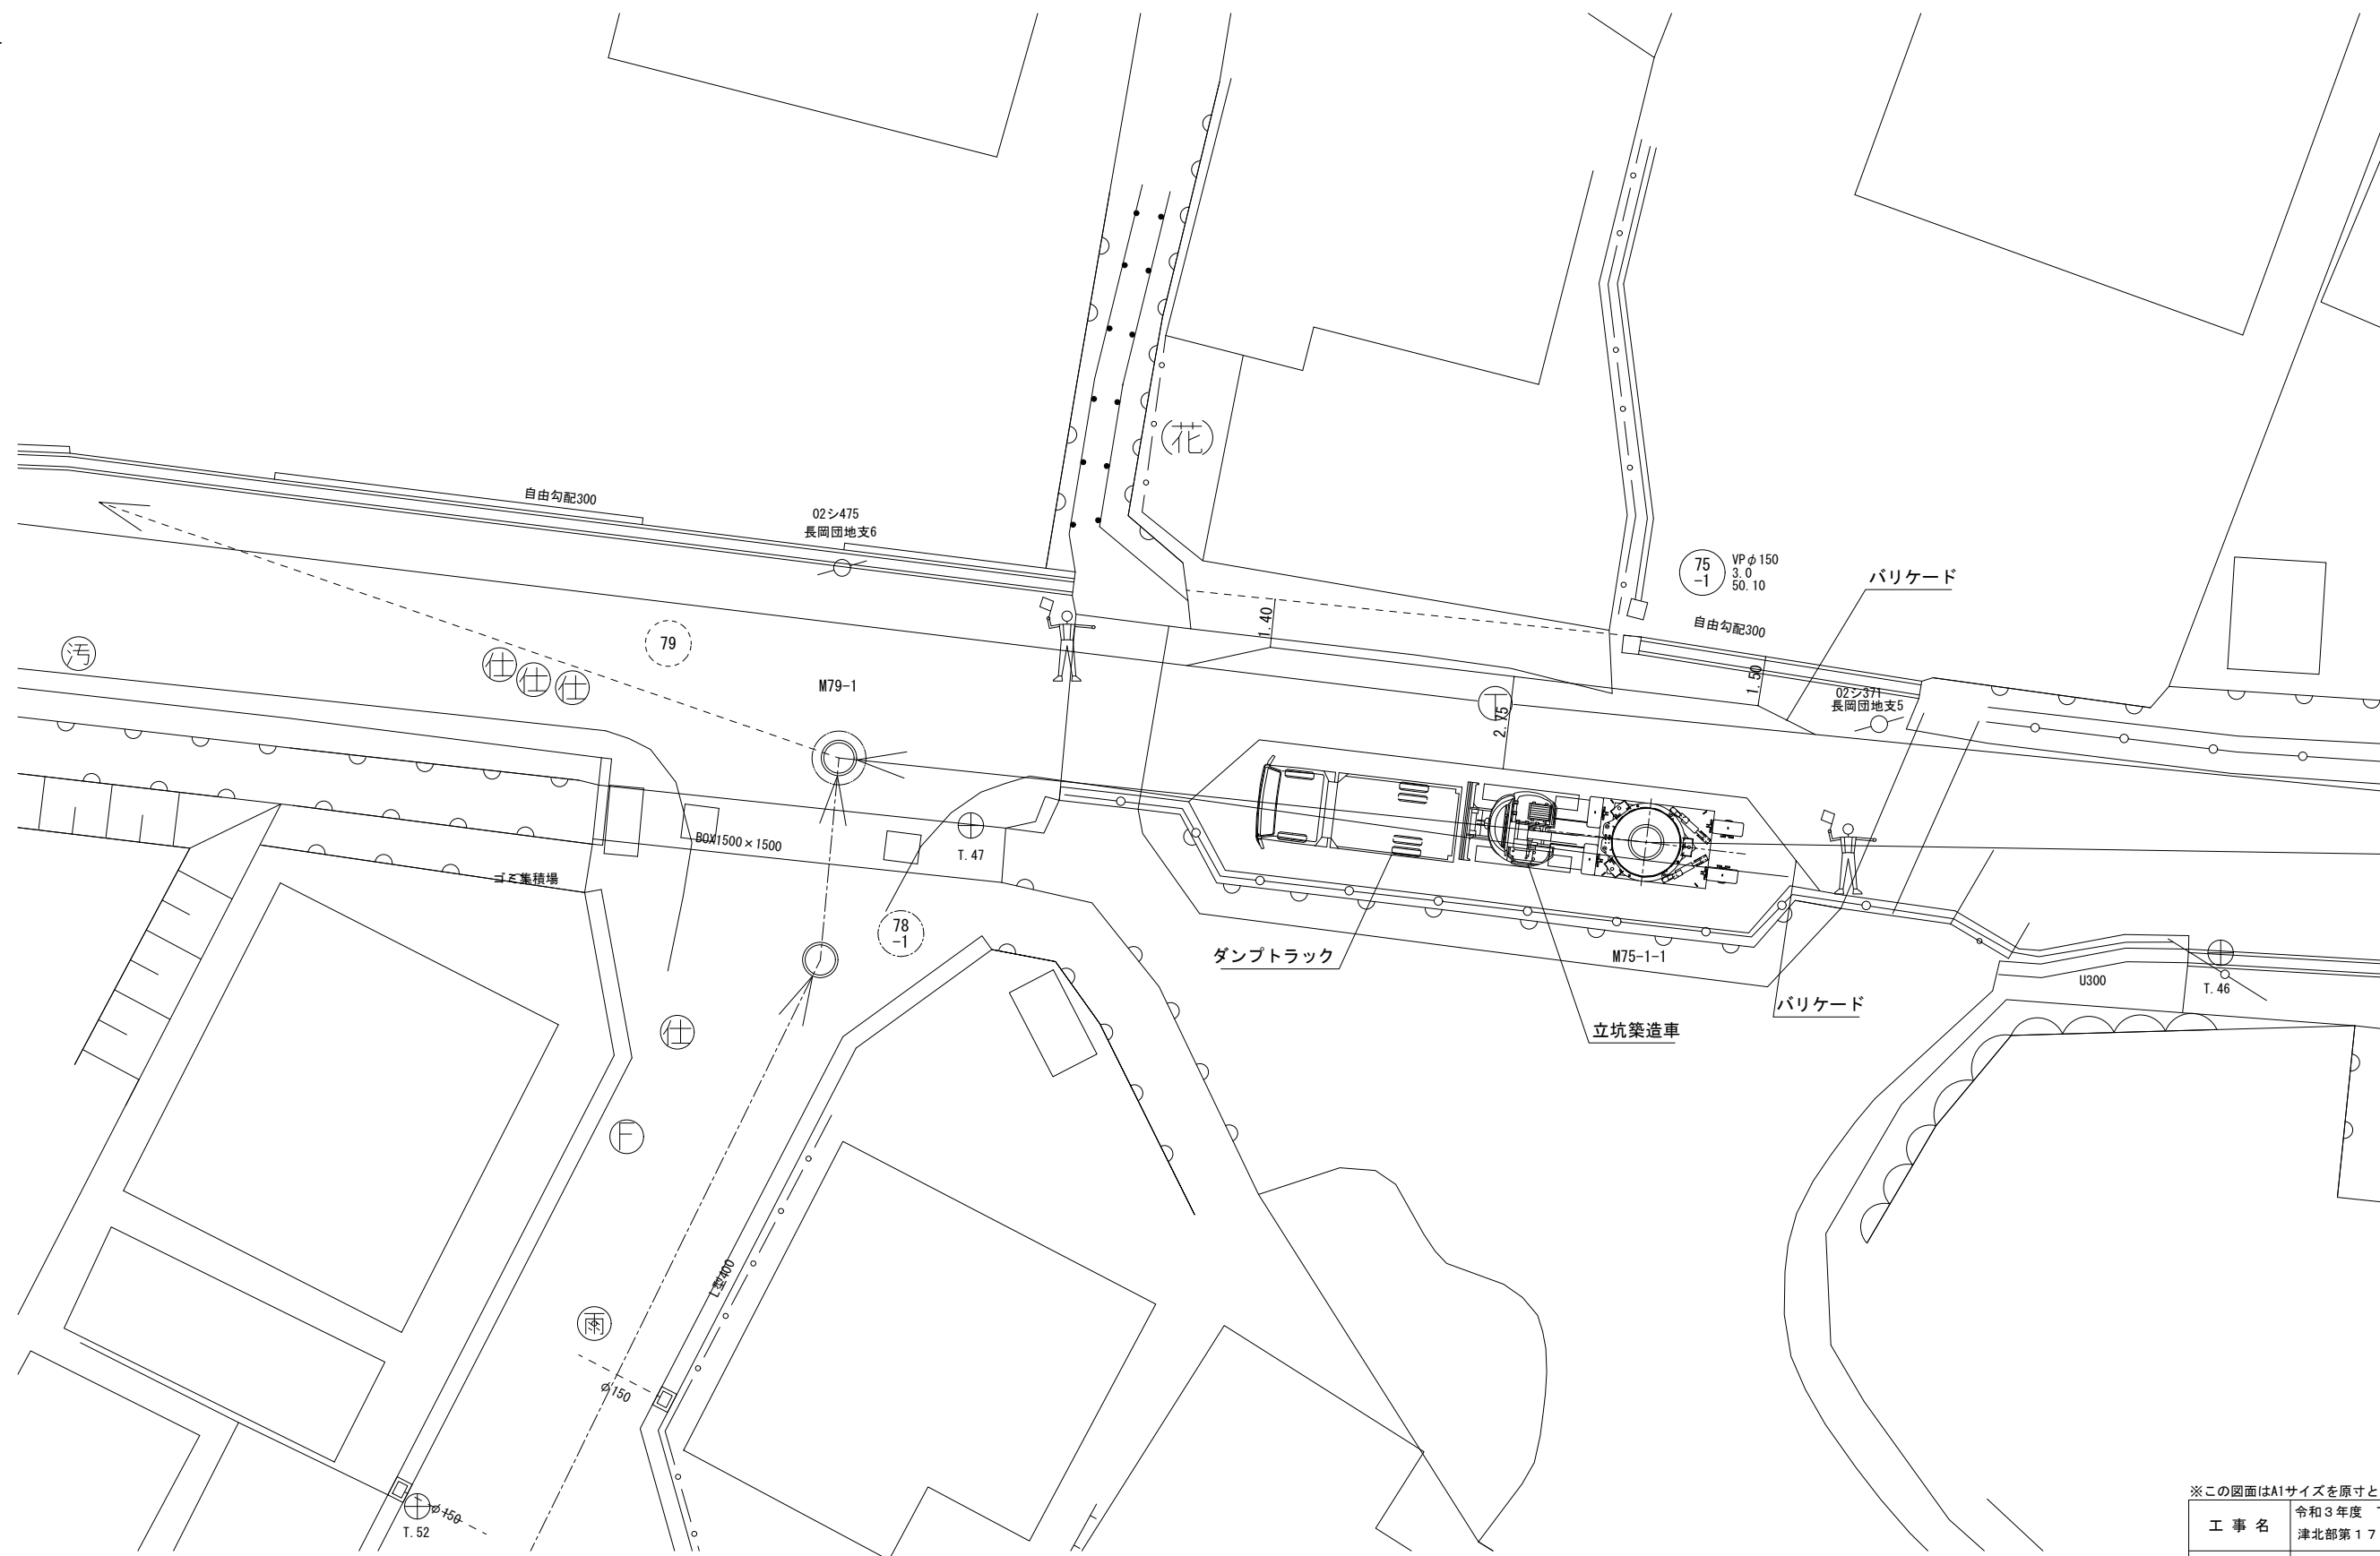 (花)
自由勾配300
02シ475
長岡団地支6
75
-1
VPφ150
3.0
50.10
バリケード
自由勾配300
1.40
1.50
2.75
02シ371
長岡団地支5
汚
仕
仕
仕
79
M79-1
T.47
BOX1500×1500
ゴミ集積場
78
-1
ダンプトラック
M75-1-1
バリケード
立坑築造車
U300
T.46
仕
L型400
雨
φ150
φ150
T.52
※この図面はA1サイズを原寸と
工 事 名
令和３年度
津北部第１７